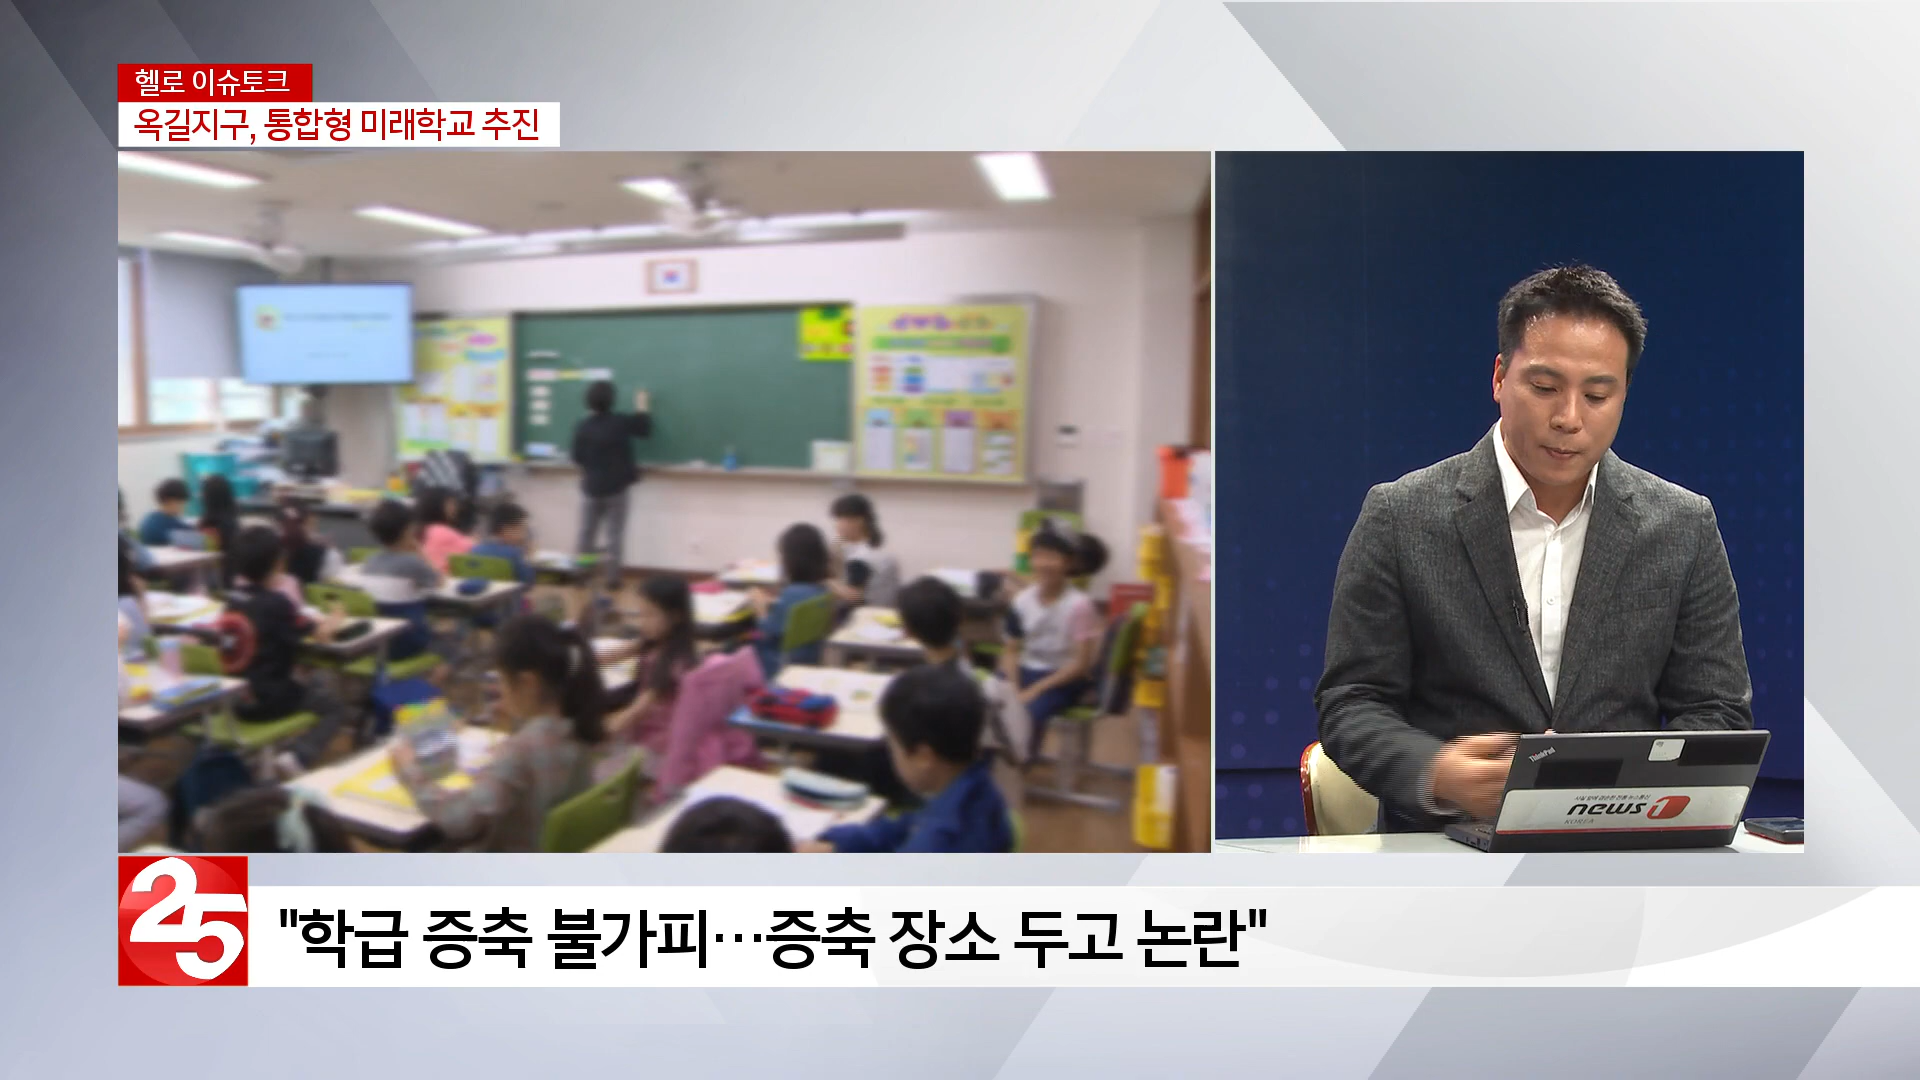 헬로 이슈토크
옥길지구, 통합형 미래학교 추진
ThinkPad
news1
KOREA
25
"학급 증축 불가피…증축 장소 두고 논란"